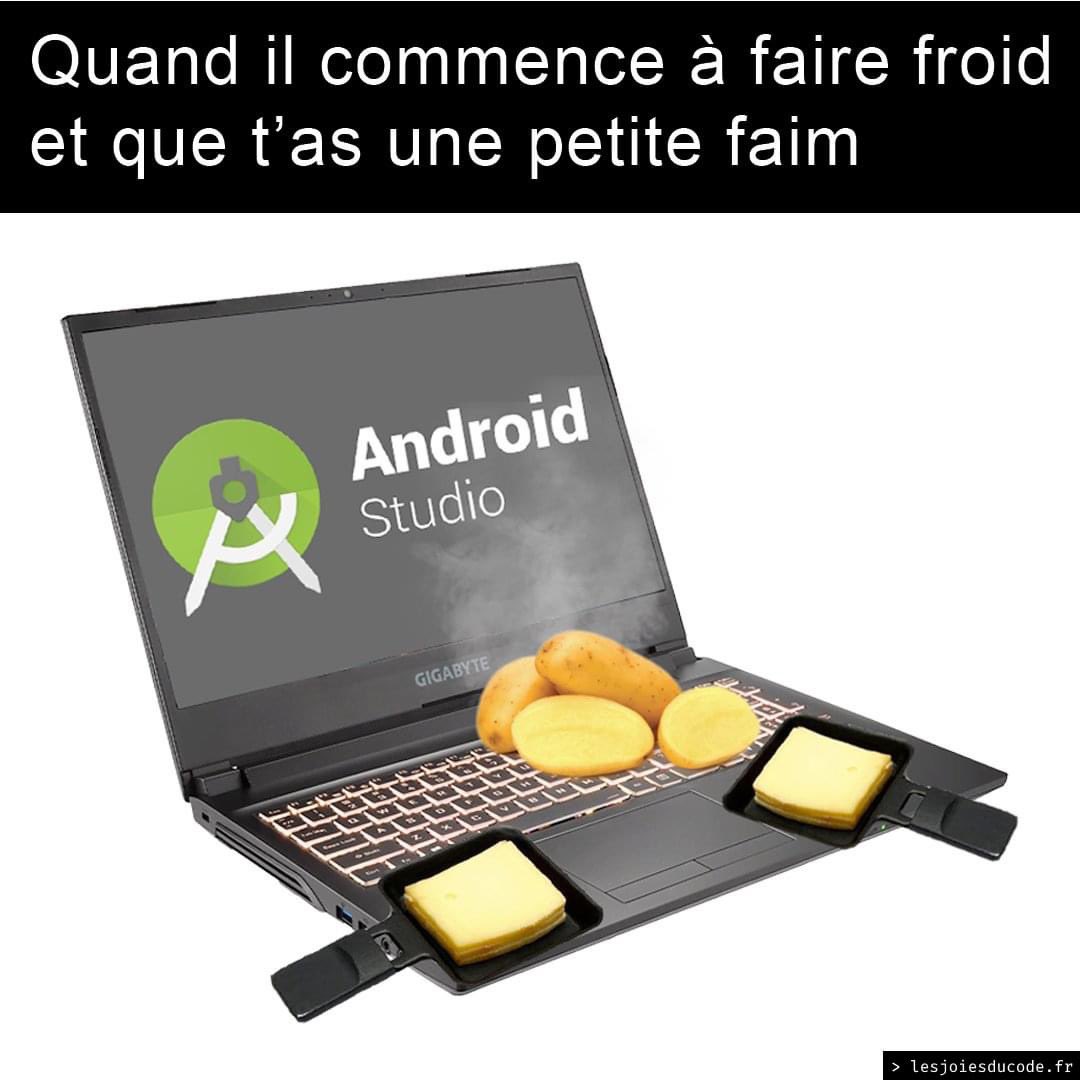 Quand il commence à faire froid
et que t’as une petite faim
Android
Studio
GIGABYTE
> lesjoiesducode.fr